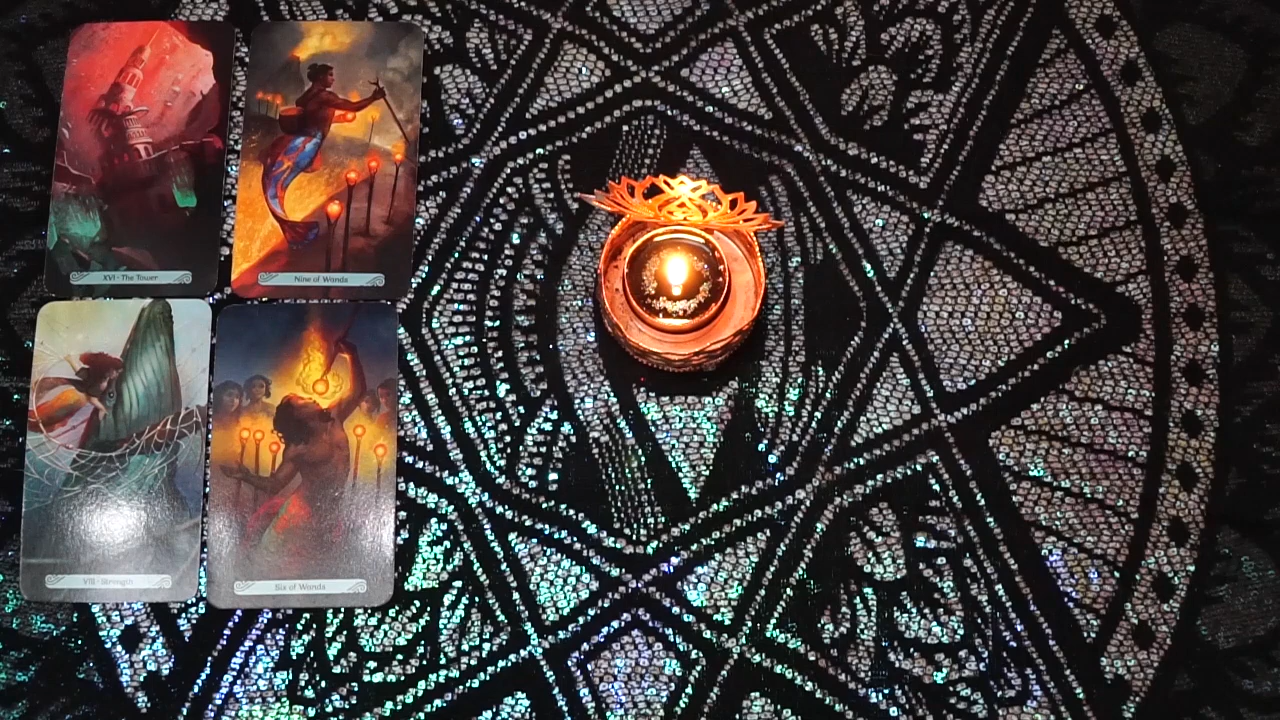 XVI - The Tower
Nine of Wands
VIII - Strength
Six of Wands